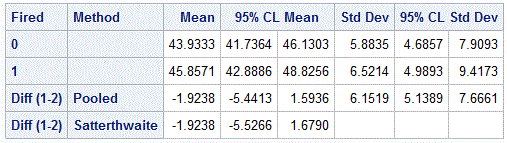 Fired Method Mean 95% CL Mean Std Dev 95% CL Std Dev
0 43.9333 41.7364 46.1303 5.8835 4.6857 7.9093
1 45.8571 42.8886 48.8256 6.5214 4.9893 9.4173
Diff (1-2) Pooled -1.9238 -5.4413 1.5936 6.1519 5.1389 7.6661
Diff (1-2) Satterthwaite -1.9238 -5.5266 1.6790